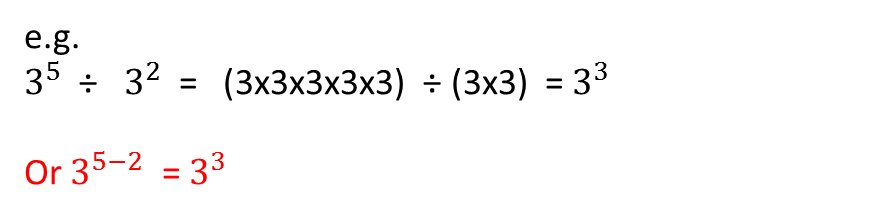 e.g.
3⁵ ÷ 3² = (3x3x3x3x3) ÷ (3x3) = 3³
Or 3⁵⁻² = 3³